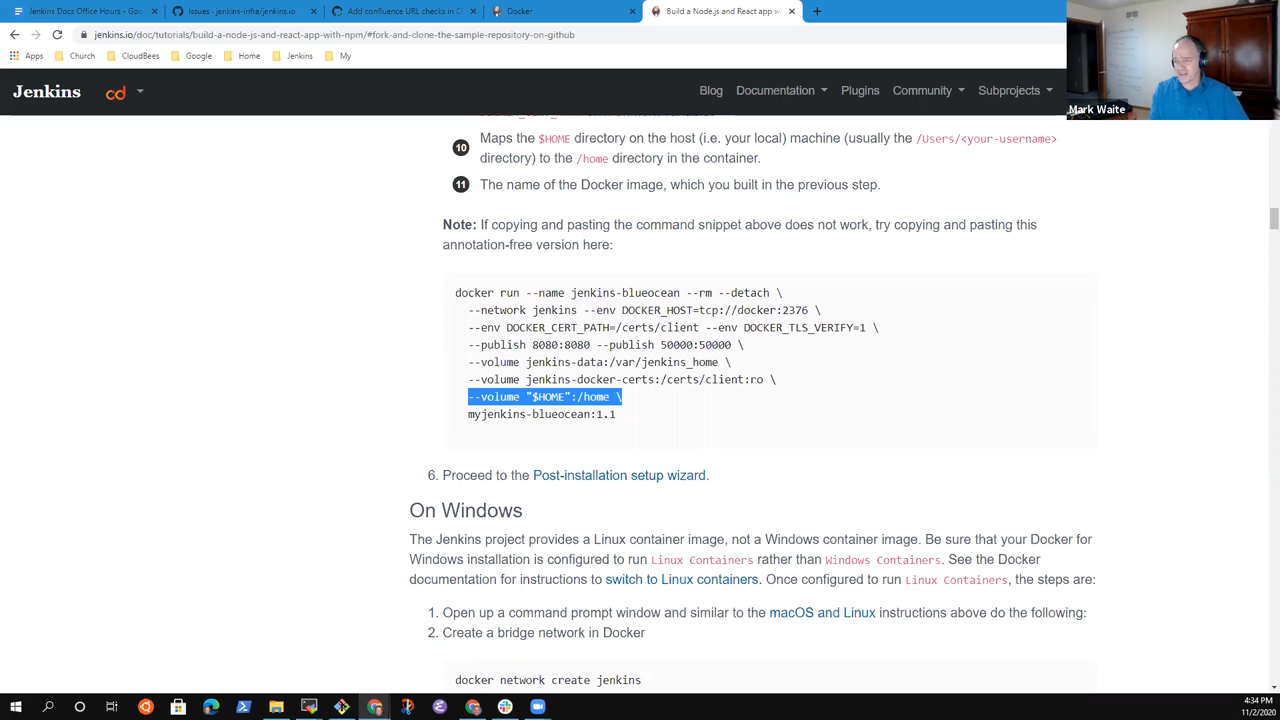 Jenkins Docs Office Hours - Goo
Issues - jenkins-infra/jenkins.io
Add confluence URL checks in C
Docker
Build a Node.js and React app wi
jenkins.io/doc/tutorials/build-a-node-js-and-react-app-with-npm/#fork-and-clone-the-sample-repository-on-github
Apps
Church
CloudBees
Google
Home
Jenkins
My
Mark Waite
Jenkins
cd
Blog
Documentation
Plugins
Community
Subprojects
10 Maps the $HOME directory on the host (i.e. your local) machine (usually the /Users/<your-username>
directory) to the /home directory in the container.
11 The name of the Docker image, which you built in the previous step.
Note: If copying and pasting the command snippet above does not work, try copying and pasting this
annotation-free version here:
docker run --name jenkins-blueocean --rm --detach \
--network jenkins --env DOCKER_HOST=tcp://docker:2376 \
--env DOCKER_CERT_PATH=/certs/client --env DOCKER_TLS_VERIFY=1 \
--publish 8080:8080 --publish 50000:50000 \
--volume jenkins-data:/var/jenkins_home \
--volume jenkins-docker-certs:/certs/client:ro \
--volume "$HOME":/home \
myjenkins-blueocean:1.1
6. Proceed to the Post-installation setup wizard.
On Windows
The Jenkins project provides a Linux container image, not a Windows container image. Be sure that your Docker for
Windows installation is configured to run Linux Containers rather than Windows Containers. See the Docker
documentation for instructions to switch to Linux containers. Once configured to run Linux Containers, the steps are:
1. Open up a command prompt window and similar to the macOS and Linux instructions above do the following:
2. Create a bridge network in Docker
docker network create jenkins
4:34 PM
11/2/2020